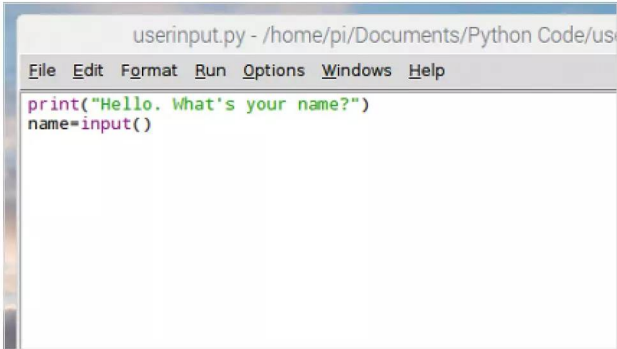 userinput.py - /home/pi/Documents/Python Code/us
File Edit Format Run Options Windows Help
print("Hello. What's your name?")
name=input()